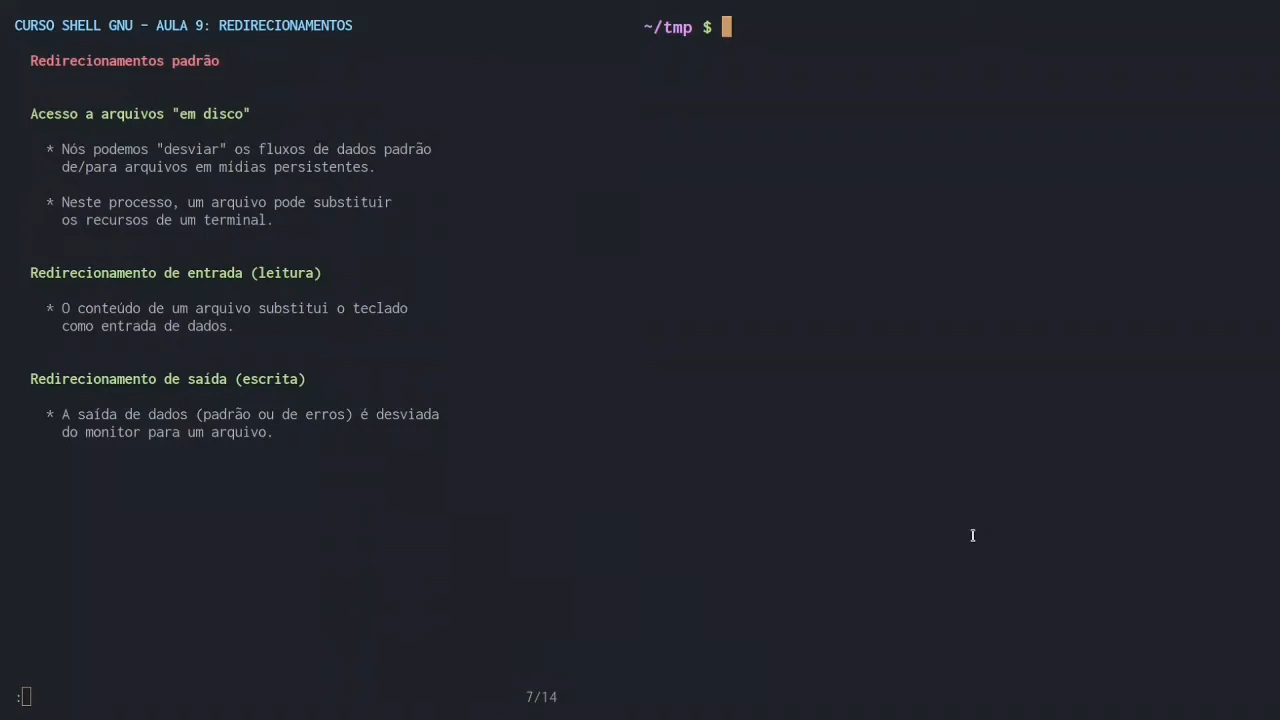 CURSO SHELL GNU - AULA 9: REDIRECIONAMENTOS
Redirecionamentos padrão
Acesso a arquivos "em disco"
* Nós podemos "desviar" os fluxos de dados padrão
de/para arquivos em mídias persistentes.
* Neste processo, um arquivo pode substituir
os recursos de um terminal.
Redirecionamento de entrada (leitura)
* O conteúdo de um arquivo substitui o teclado
como entrada de dados.
Redirecionamento de saída (escrita)
* A saída de dados (padrão ou de erros) é desviada
do monitor para um arquivo.
:
7/14
~/tmp $